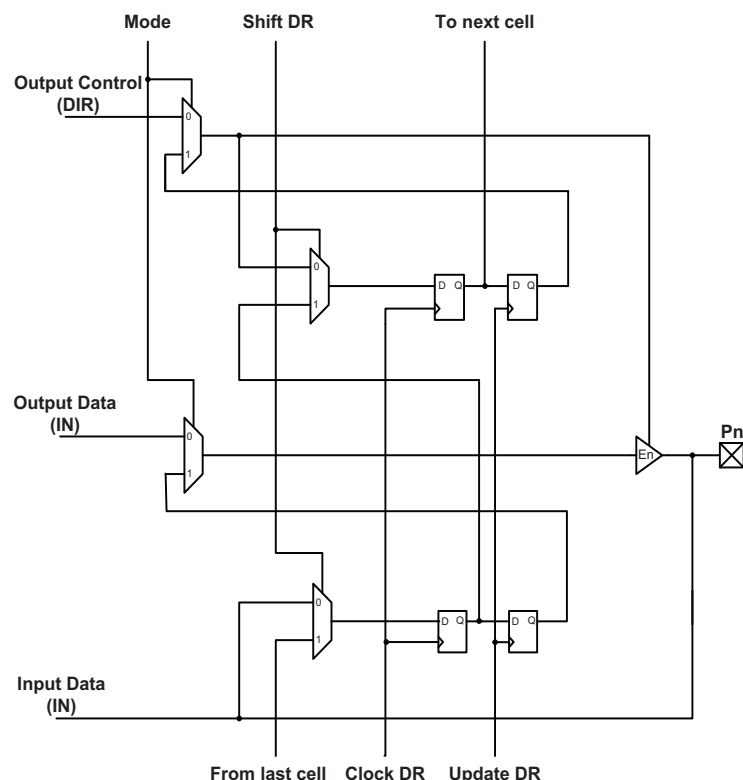 Mode
Shift DR
To next cell
Output Control
(DIR)
0
1
0
1
D Q
D Q
Output Data
(IN)
0
1
En
Pn
0
1
D Q
D Q
Input Data
(IN)
From last cell
Clock DR
Update DR